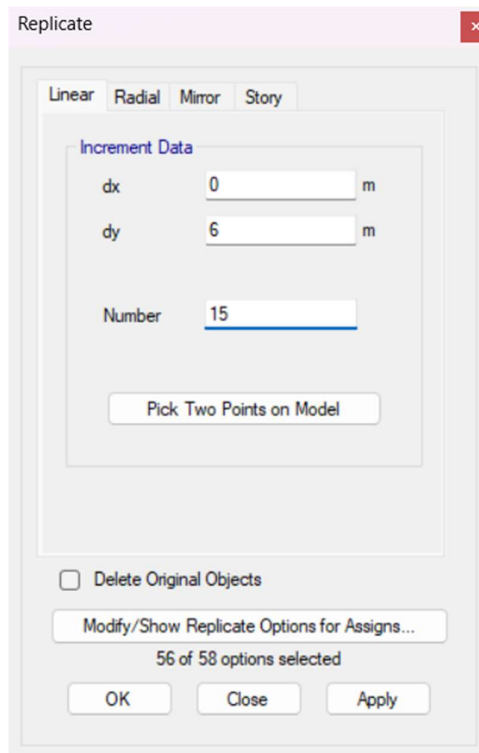 Replicate
Linear Radial Mirror Story
Increment Data
dx 0 m
dy 6 m
Number 15
Pick Two Points on Model
Delete Original Objects
Modify/Show Replicate Options for Assigns...
56 of 58 options selected
OK Close Apply